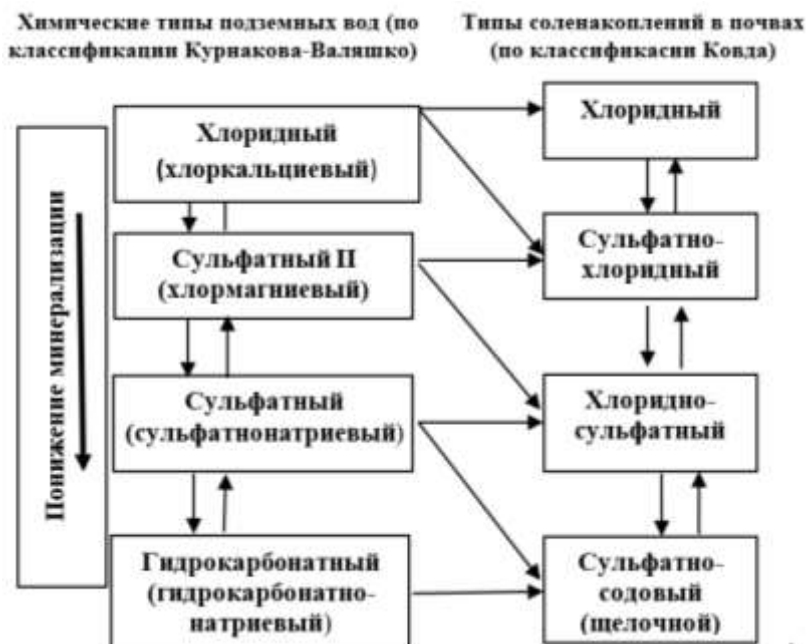 Химические типы подземных вод (по
классификации Курнакова-Валяшко)
Типы соленакоплений в почвах
(по классификасии Ковда)
Понижение минерализации
Хлоридный
(хлоркальциевый)
Сульфатный II
(хлормагниевый)
Сульфатный
(сульфатнонатриевый)
Гидрокарбонатный
(гидрокарбонатно-
натриевый)
Хлоридный
Сульфатно-
хлоридный
Хлоридно-
сульфатный
Сульфатно-
содовый
(щелочной)